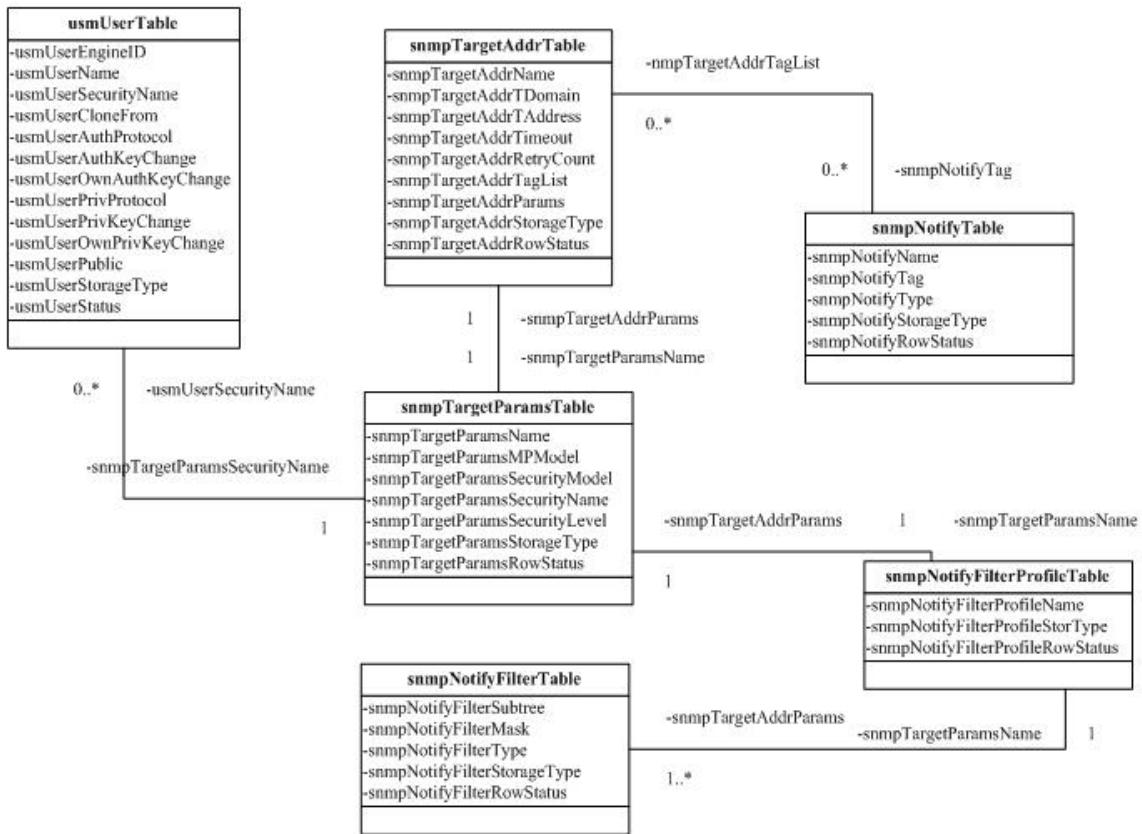 usmUserTable
-usmUserEngineID
-usmUserName
-usmUserSecurityName
-usmUserCloneFrom
-usmUserAuthProtocol
-usmUserAuthKeyChange
-usmUserOwnAuthKeyChange
-usmUserPrivProtocol
-usmUserPrivKeyChange
-usmUserOwnPrivKeyChange
-usmUserPublic
-usmUserStorageType
-usmUserStatus
snmpTargetAddrTable
-snmpTargetAddrName
-snmpTargetAddrTDomain
-snmpTargetAddrTAddress
-snmpTargetAddrTimeout
-snmpTargetAddrRetryCount
-snmpTargetAddrTagList
-snmpTargetAddrParams
-snmpTargetAddrStorageType
-snmpTargetAddrRowStatus
-nmpTargetAddrTagList
0..*
0..* -snmpNotifyTag
snmpNotifyTable
-snmpNotifyName
-snmpNotifyTag
-snmpNotifyType
-snmpNotifyStorageType
-snmpNotifyRowStatus
1 -snmpTargetAddrParams
1 -snmpTargetParamsName
0..* -usmUserSecurityName
-snmpTargetParamsSecurityName
1
snmpTargetParamsTable
-snmpTargetParamsName
-snmpTargetParamsMPModel
-snmpTargetParamsSecurityModel
-snmpTargetParamsSecurityName
-snmpTargetParamsSecurityLevel
-snmpTargetParamsStorageType
-snmpTargetParamsRowStatus
-snmpTargetAddrParams 1 -snmpTargetParamsName
1
snmpNotifyFilterProfileTable
-snmpNotifyFilterProfileName
-snmpNotifyFilterProfileStorType
-snmpNotifyFilterProfileRowStatus
snmpNotifyFilterTable
-snmpNotifyFilterSubtree
-snmpNotifyFilterMask
-snmpNotifyFilterType
-snmpNotifyFilterStorageType
-snmpNotifyFilterRowStatus
-snmpTargetAddrParams
-snmpTargetParamsName 1
1..*